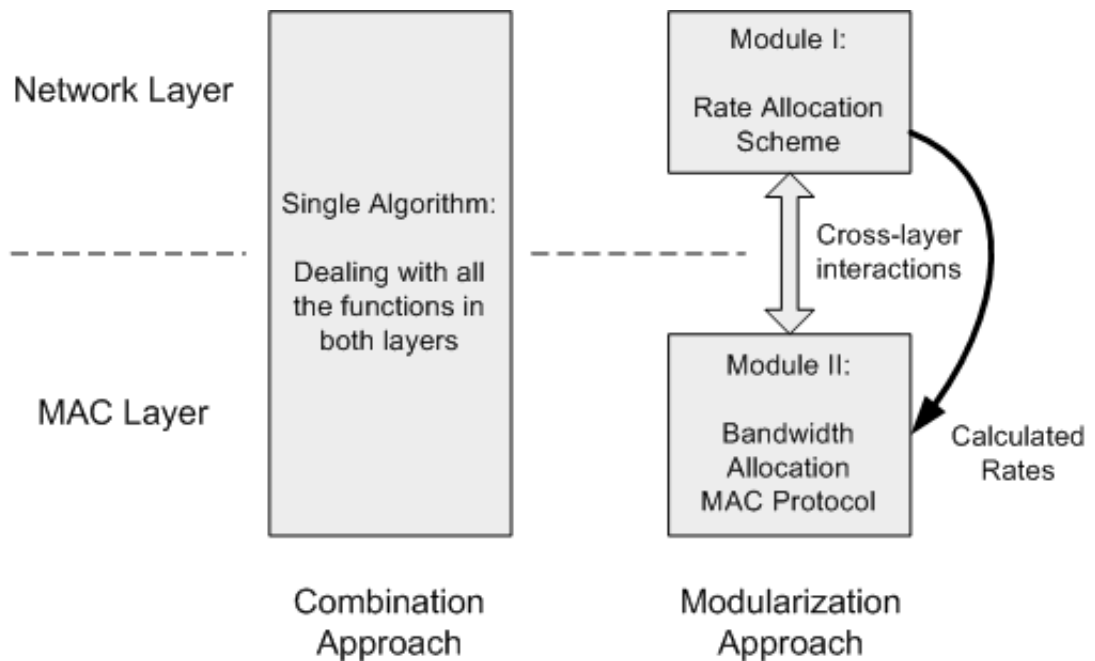 Network Layer
MAC Layer
Single Algorithm:
Dealing with all
the functions in
both layers
Combination
Approach
Module I:
Rate Allocation
Scheme
Cross-layer
interactions
Module II:
Bandwidth
Allocation
MAC Protocol
Calculated
Rates
Modularization
Approach